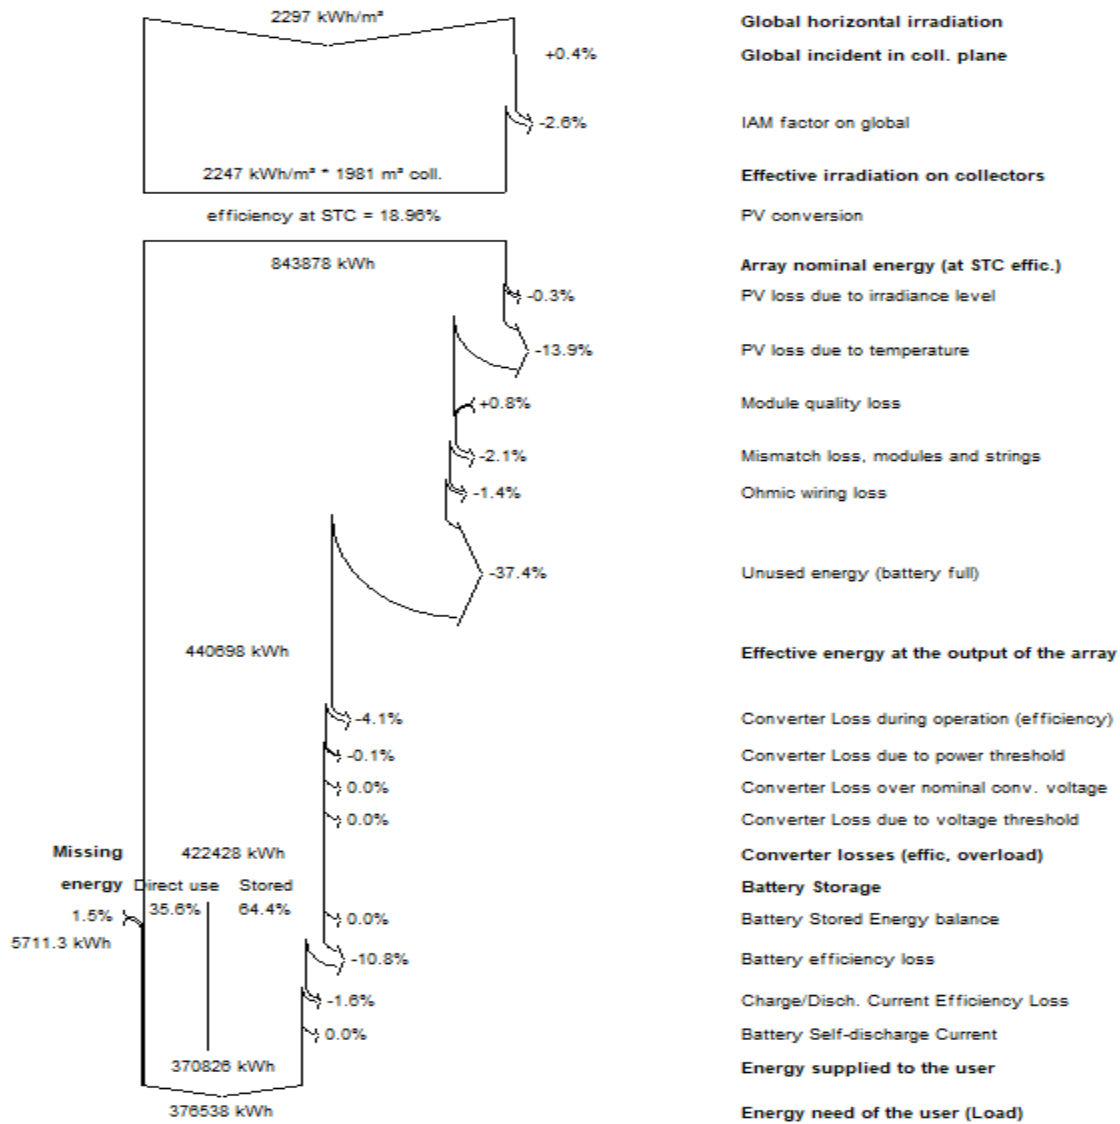 2297 kWh/m² Global horizontal irradiation
+0.4% Global incident in coll. plane
-2.6% IAM factor on global
2247 kWh/m² * 1981 m² coll. Effective irradiation on collectors
efficiency at STC = 18.96% PV conversion
843878 kWh Array nominal energy (at STC effic.)
-0.3% PV loss due to irradiance level
-13.9% PV loss due to temperature
+0.8% Module quality loss
-2.1% Mismatch loss, modules and strings
-1.4% Ohmic wiring loss
-37.4% Unused energy (battery full)
440698 kWh Effective energy at the output of the array
-4.1% Converter Loss during operation (efficiency)
-0.1% Converter Loss due to power threshold
0.0% Converter Loss over nominal conv. voltage
0.0% Converter Loss due to voltage threshold
Missing 422428 kWh Converter losses (effic, overload)
energy Direct use Stored Battery Storage
1.5% 35.6% 64.4% 0.0% Battery Stored Energy balance
5711.3 kWh
-10.8% Battery efficiency loss
-1.6% Charge/Disch. Current Efficiency Loss
0.0% Battery Self-discharge Current
370826 kWh Energy supplied to the user
376538 kWh Energy need of the user (Load)